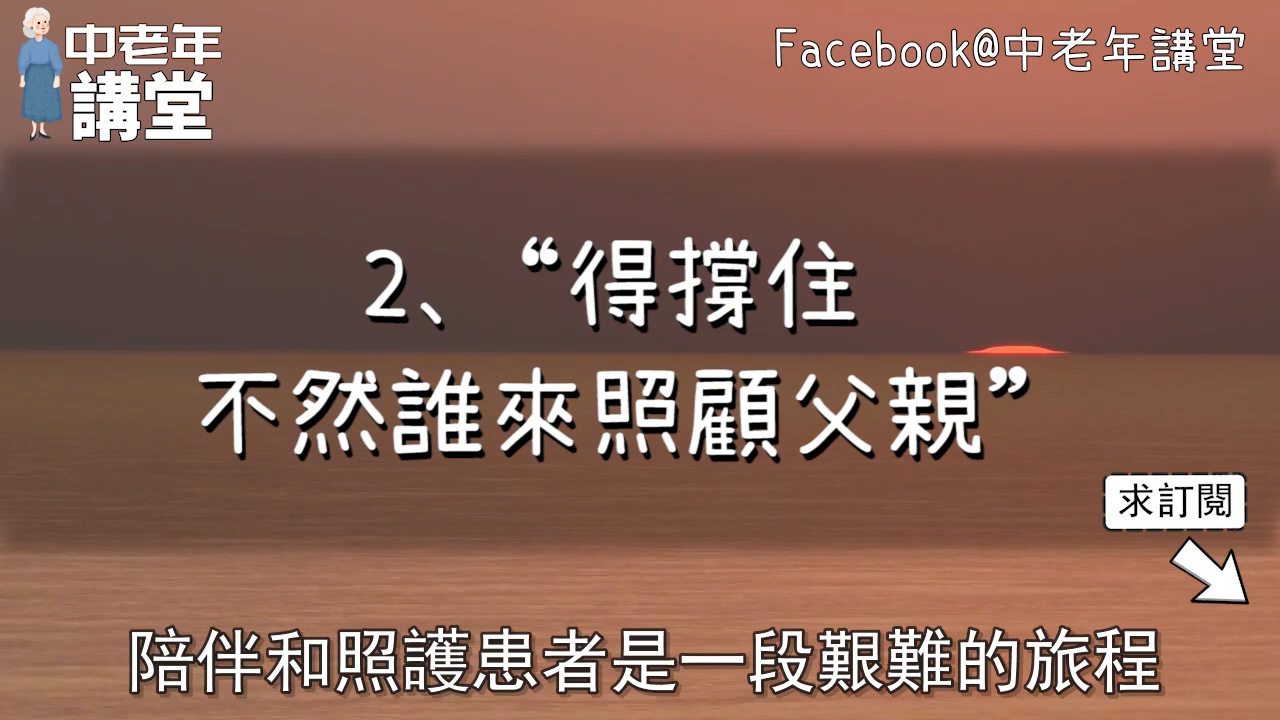 中老年
講堂
Facebook@中老年講堂
2、“得撐住
不然誰來照顧父親”
求訂閱
陪伴和照護患者是一段艱難的旅程